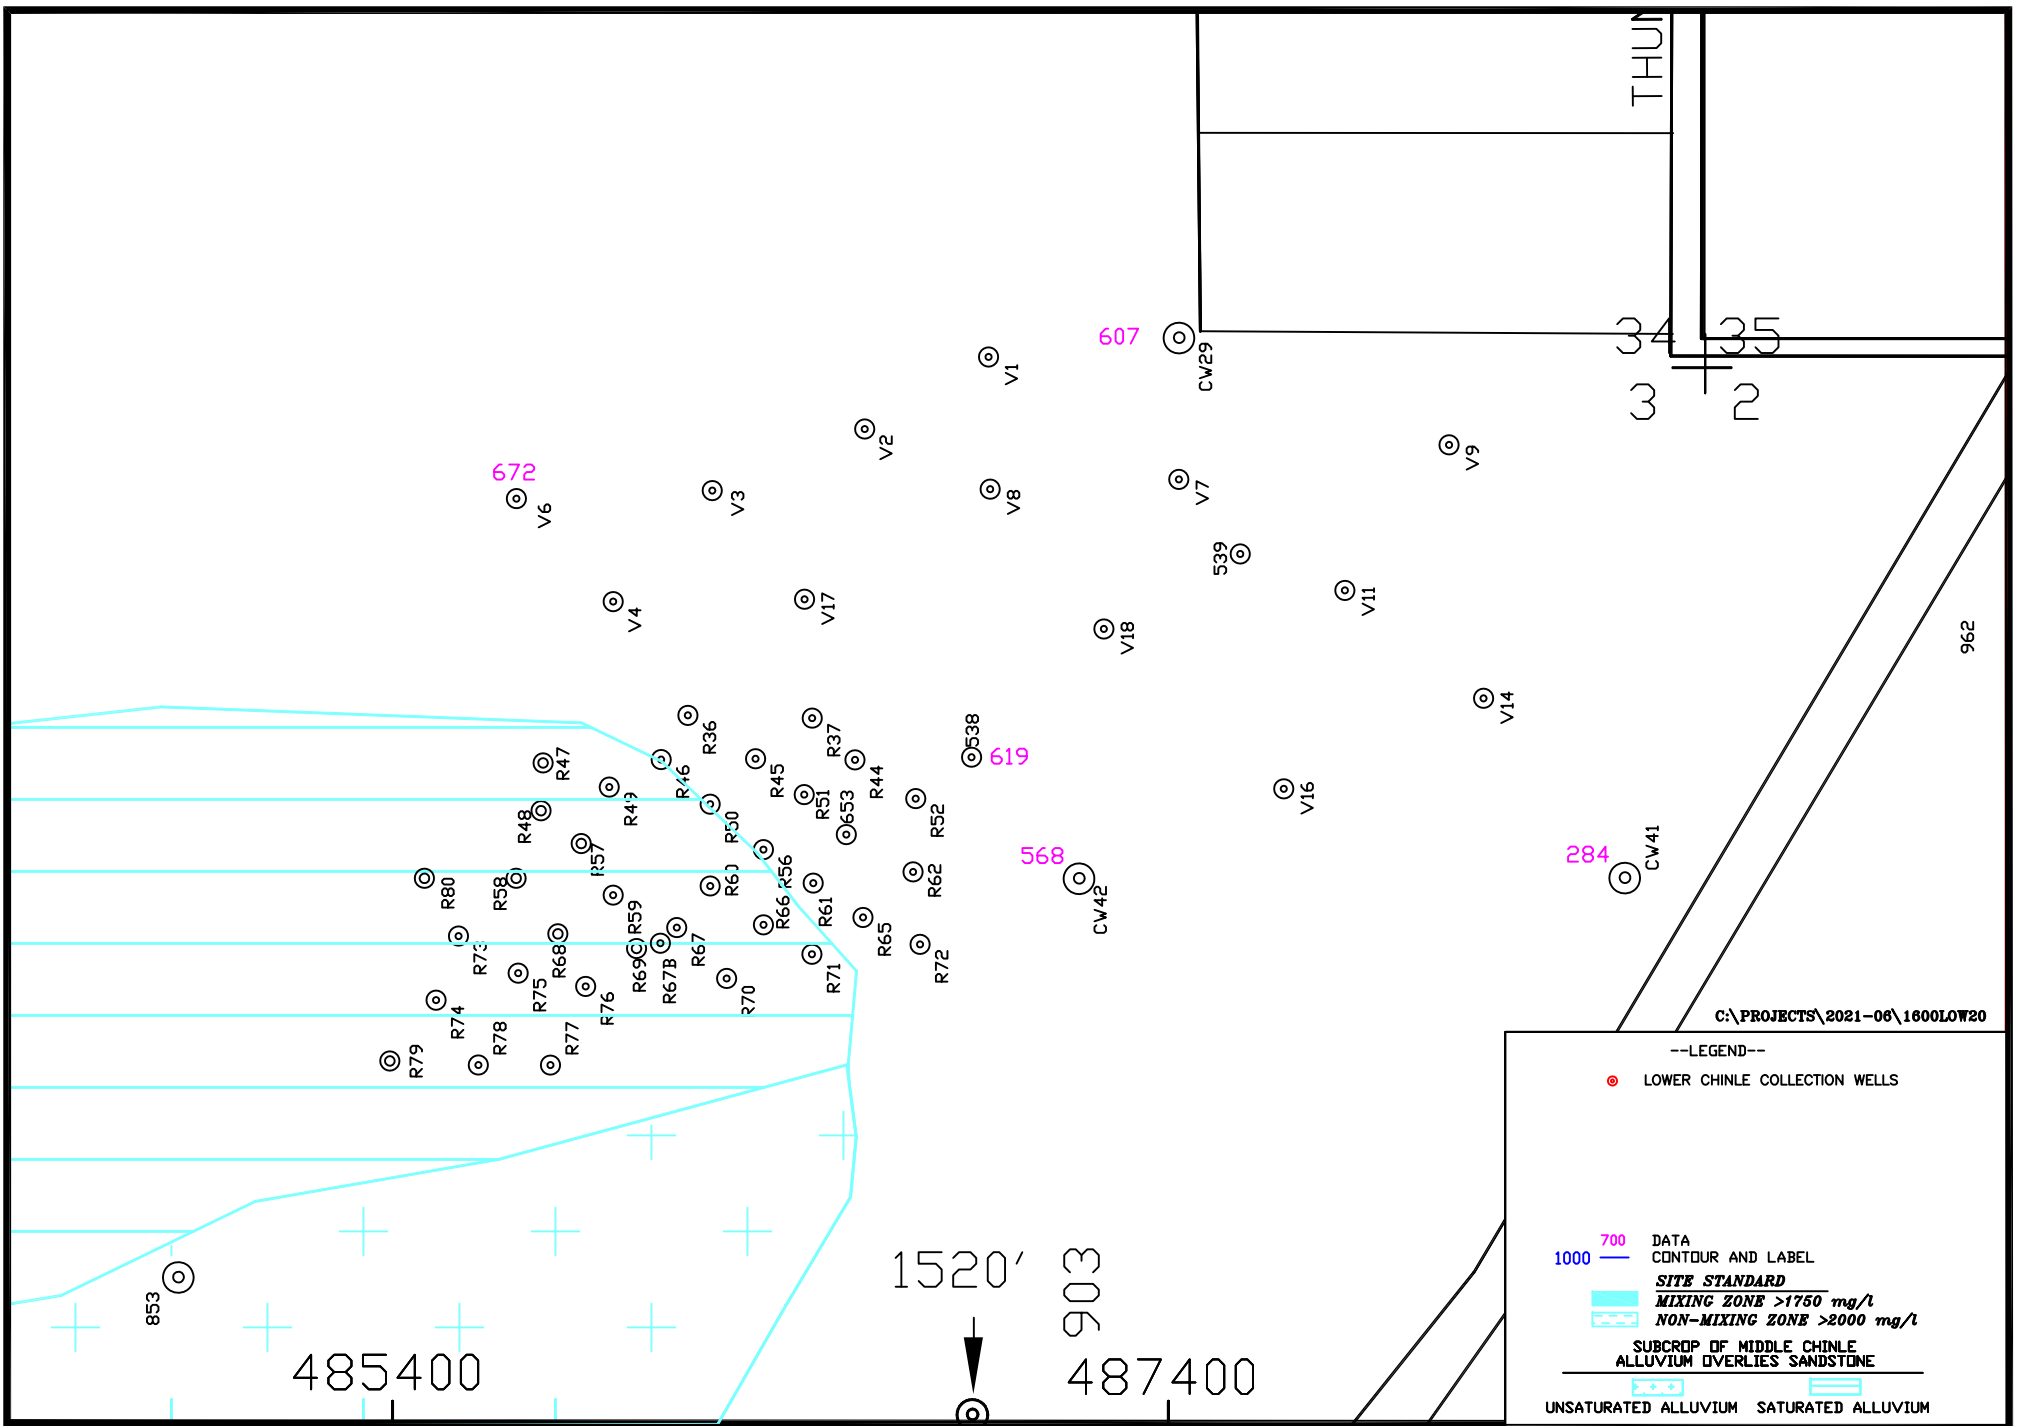 THUN
34 35
3 2
607
CW29
V1
V2
V9
672
V6
V3
V8
V7
539
V11
V4
V17
V18
962
V14
R36
R37
538
619
R47
R46
R45
R44
R49
R51
653
R52
V16
R48
R50
R57
R56
568
CW42
284
CW41
R80
R58
R59
R60
R61
R62
R66
R65
R73
R68
R69
R67B
R67
R71
R72
R75
R76
R70
R74
R79
R78
R77
C:\PROJECTS\2021-06\1600LOW20
--LEGEND--
LOWER CHINLE COLLECTION WELLS
700 DATA
1000 CONTOUR AND LABEL
SITE STANDARD
MIXING ZONE >1750 mg/l
NON-MIXING ZONE >2000 mg/l
SUBCROP OF MIDDLE CHINLE
ALLUVIUM OVERLIES SANDSTONE
UNSATURATED ALLUVIUM SATURATED ALLUVIUM
853
1520'
903
485400
487400